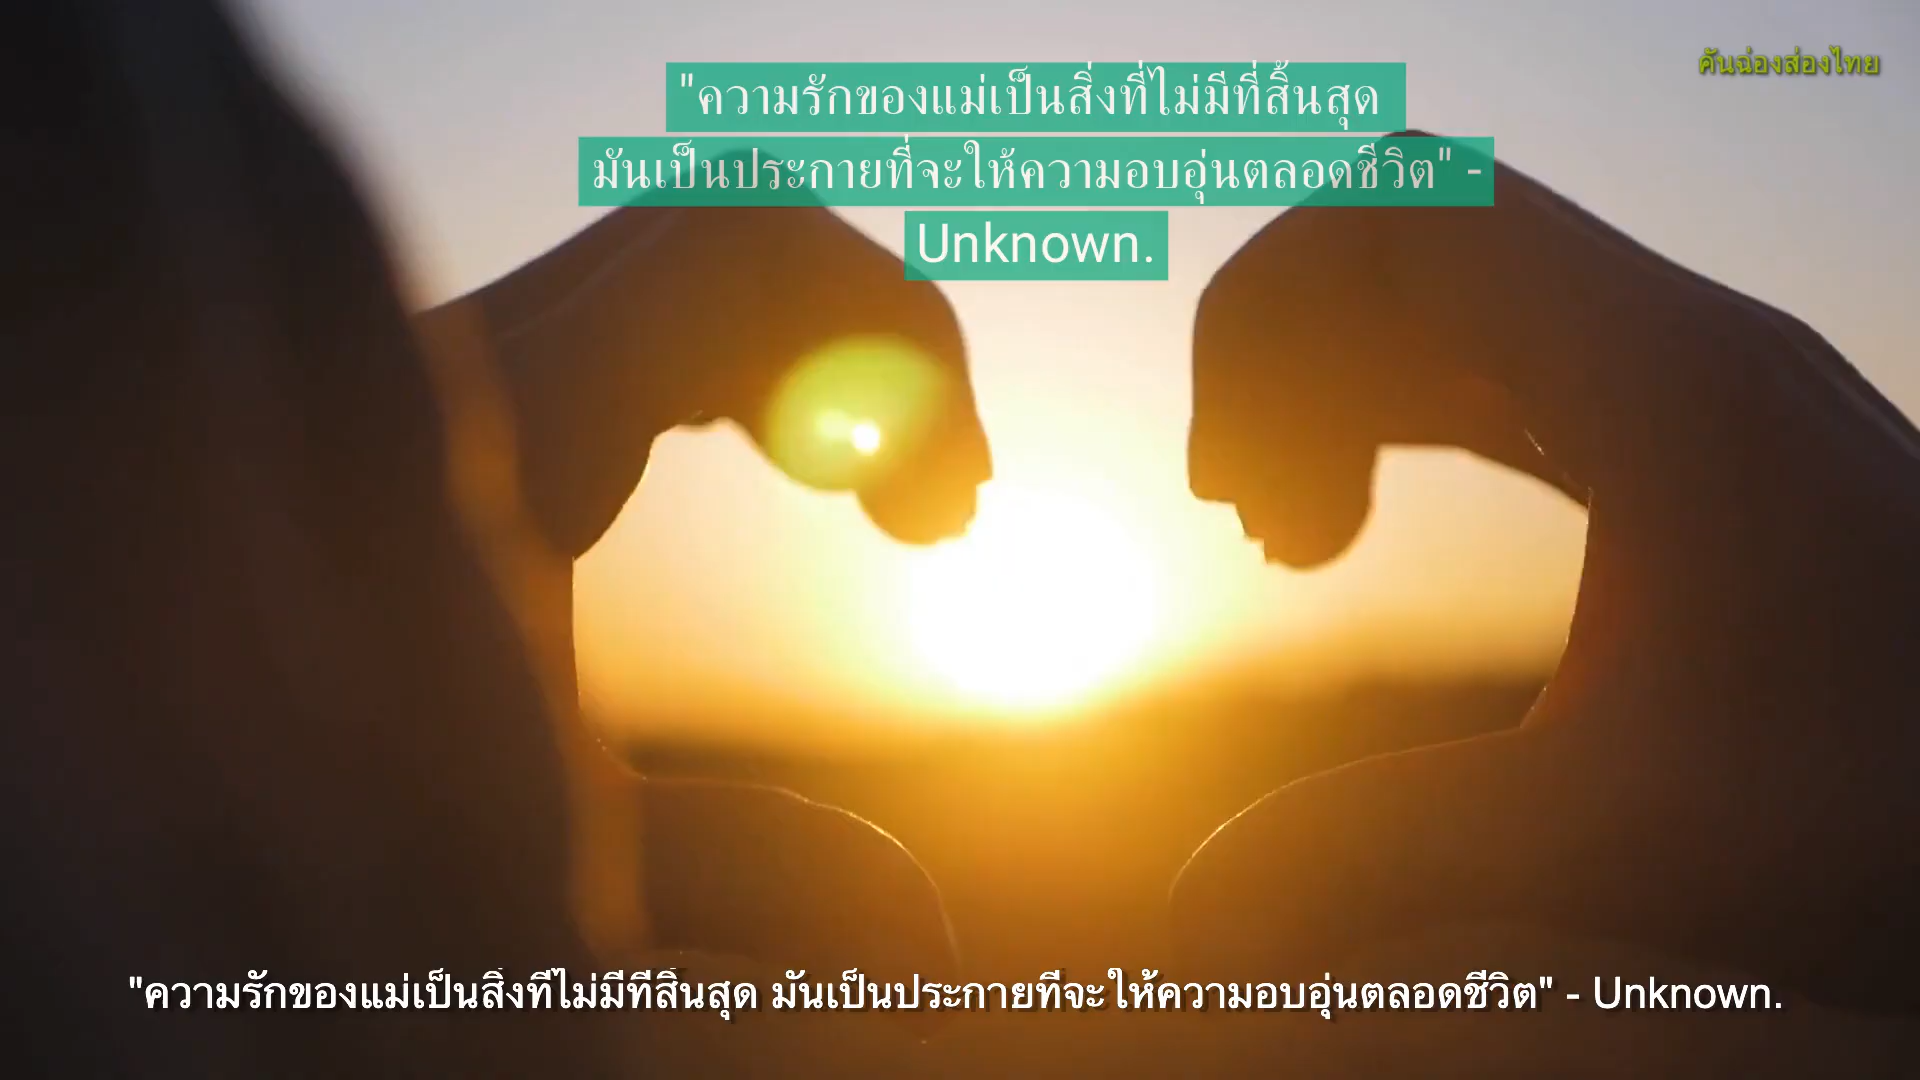 คันฉ่องส่องไทย
"ความรักของแม่เป็นสิ่งที่ไม่มีที่สิ้นสุด
มันเป็นประกายที่จะให้ความอบอุ่นตลอดชีวิต" -
Unknown.
"ความรักของแม่เป็นสิ่งที่ไม่มีที่สิ้นสุด มันเป็นประกายที่จะให้ความอบอุ่นตลอดชีวิต" - Unknown.